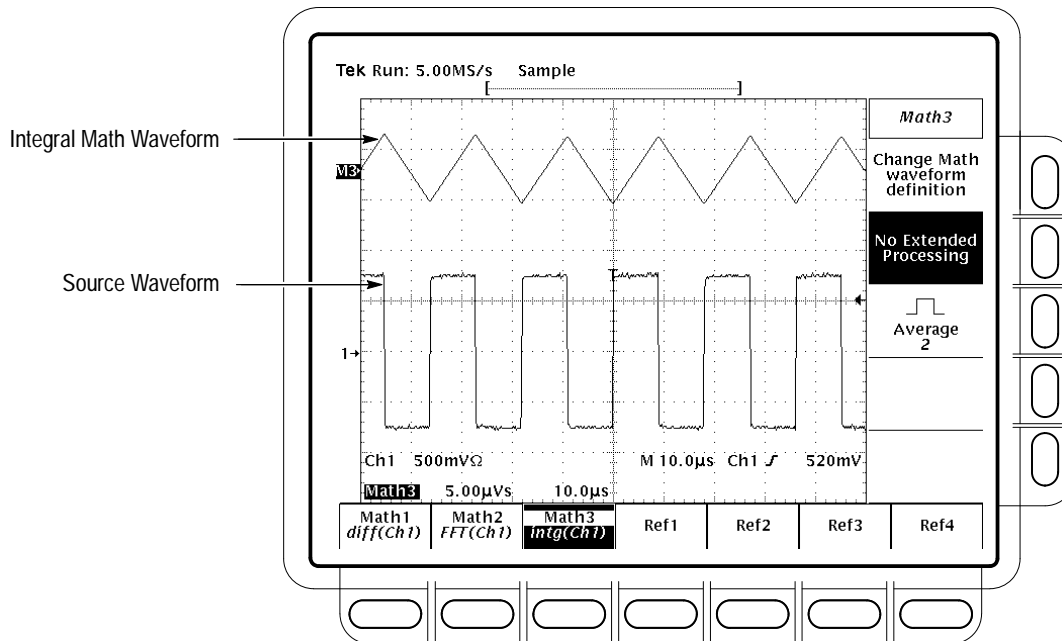 Tek Run: 5.00MS/s Sample
[ ]
Integral Math Waveform
M3
Source Waveform
T
1
Ch1 500mVΩ M 10.0µs Ch1 520mV
Math3 5.00µVs 10.0µs
Math3
Change Math
waveform
definition
No Extended
Processing
Average
2
Math1
diff(Ch1)
Math2
FFT(Ch1)
Math3
intg(Ch1)
Ref1
Ref2
Ref3
Ref4